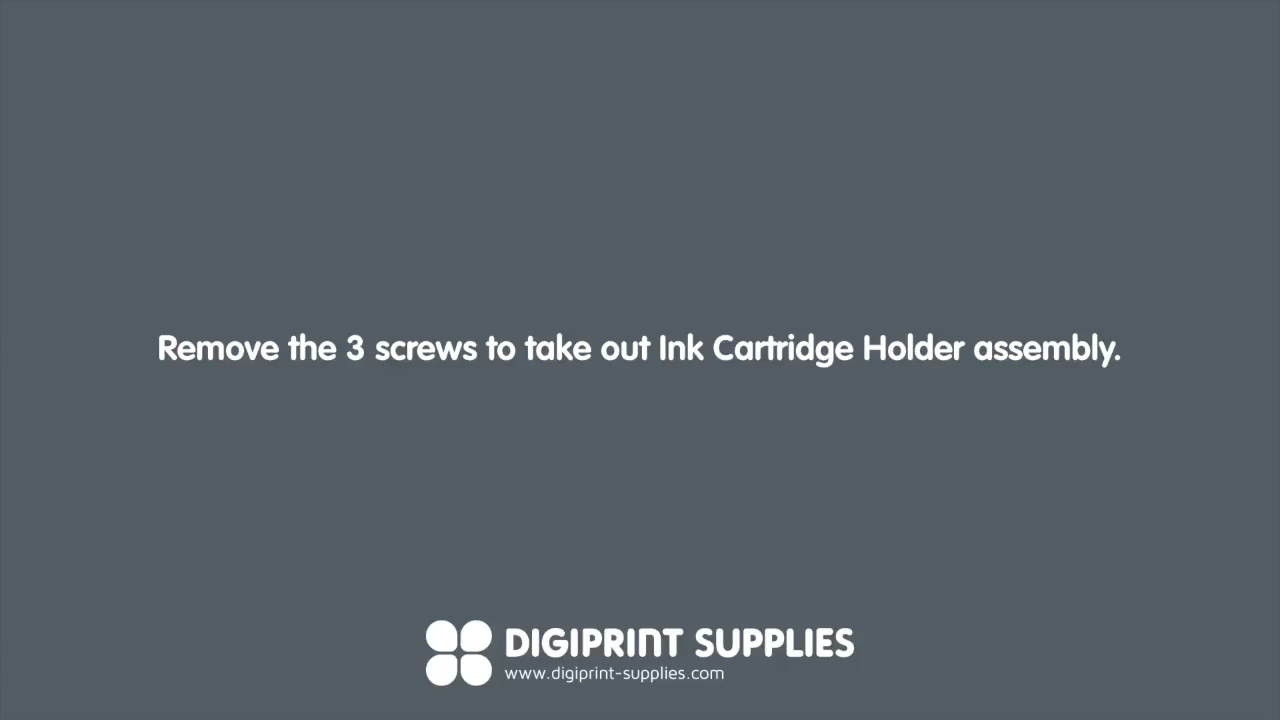 Remove the 3 screws to take out Ink Cartridge Holder assembly.
DIGIPRINT SUPPLIES
www.digiprint-supplies.com